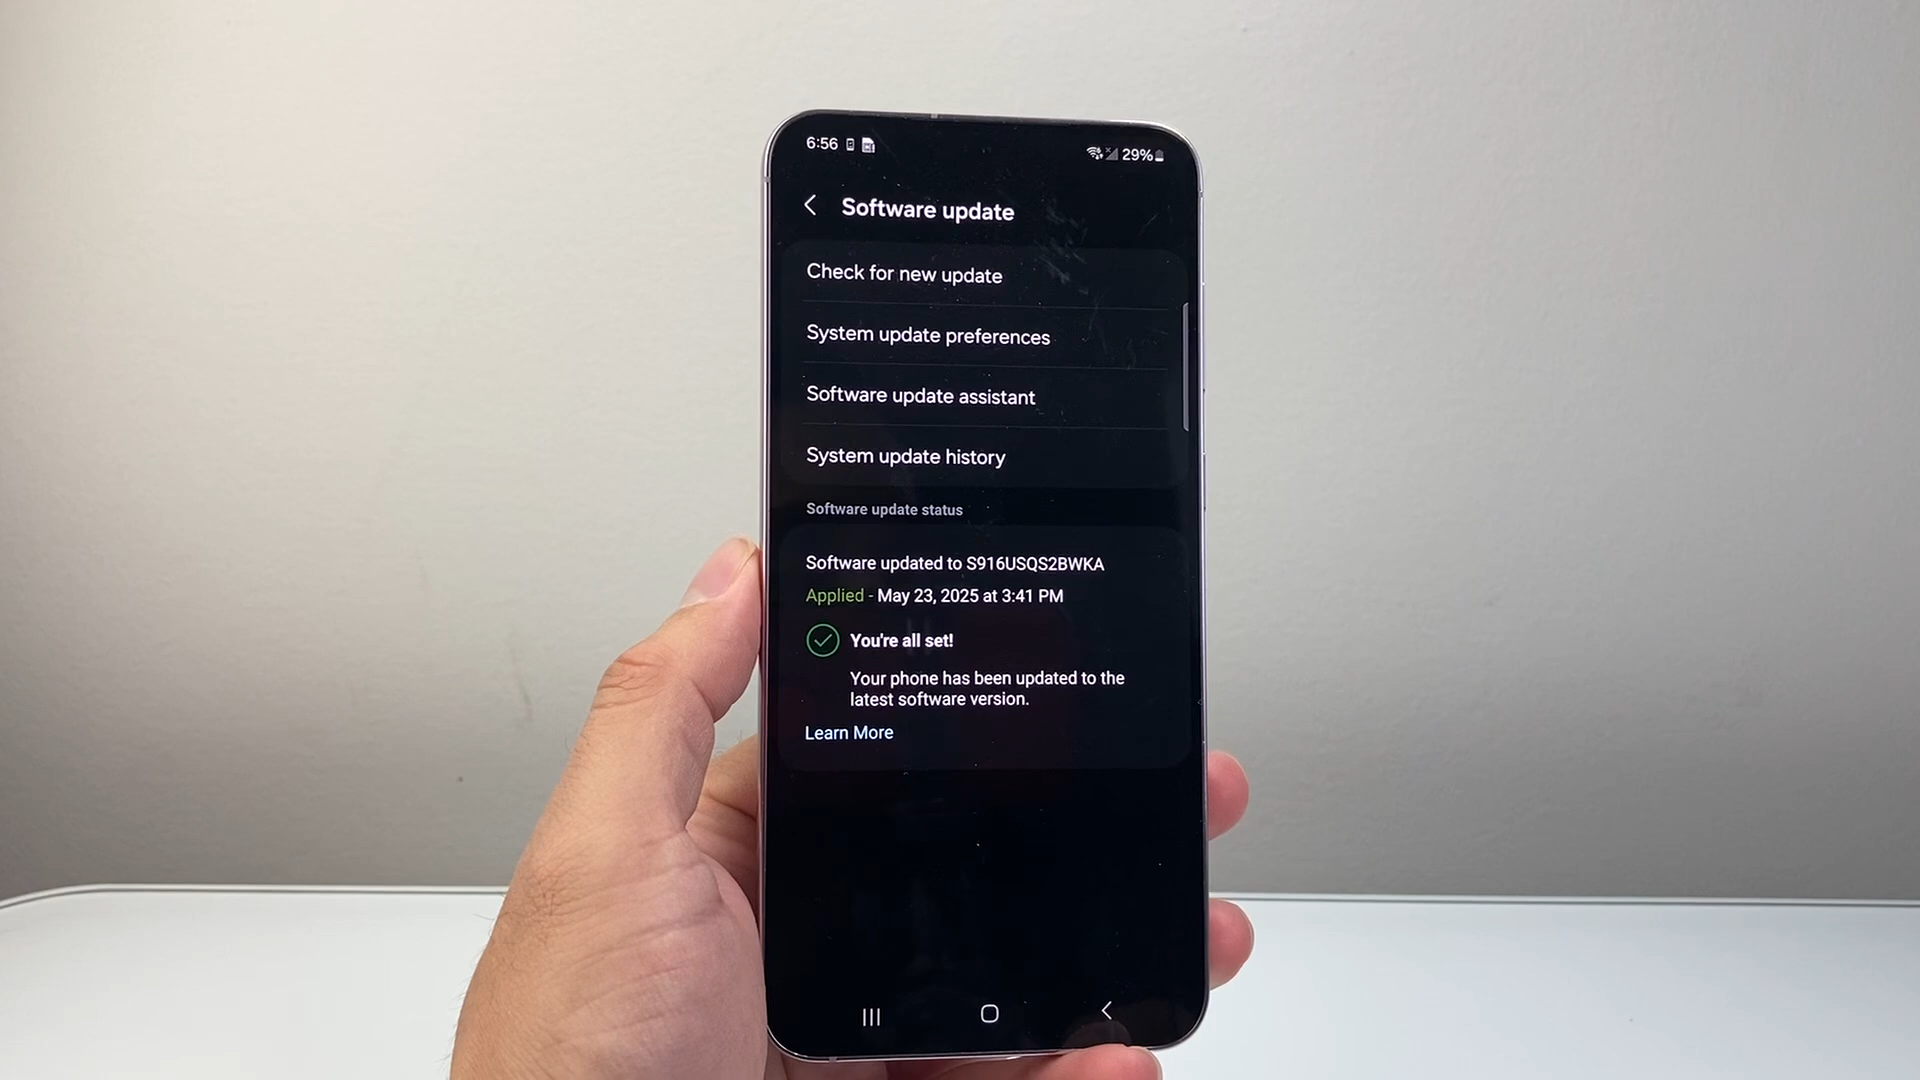 6:56 29%
Software update
Check for new update
System update preferences
Software update assistant
System update history
Software update status
Software updated to S916USQS2BWKA
Applied - May 23, 2025 at 3:41 PM
You're all set!
Your phone has been updated to the
latest software version.
Learn More